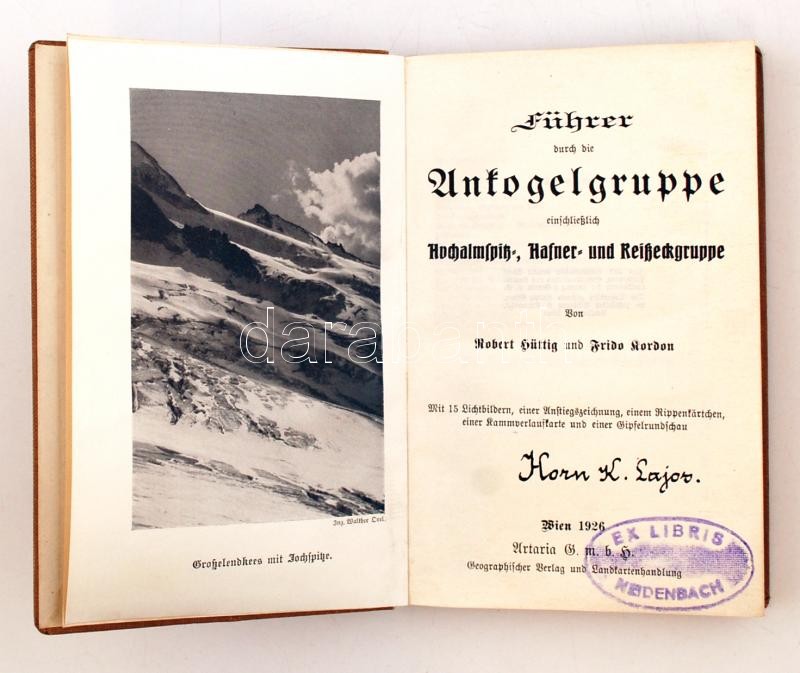 Ing. Walther Oerl.
Großelendkees mit Jochspitze.
Führer
durch die
Ankogelgruppe
einschließlich
Hochalmspitz-, Hafner- und Reißeckgruppe
Von
Robert Hüttig und Frido Kordon
Mit 15 Lichtbildern, einer Anstiegszeichnung, einem Rippenkärtchen,
einer Kammverlaufkarte und einer Gipfelrundschau
Horn K. Lajos.
Wien 1926
Artaria G. m. b. H.
Geographischer Verlag und Landkartenhandlung
EX LIBRIS
NEIDENBACH
darabanth